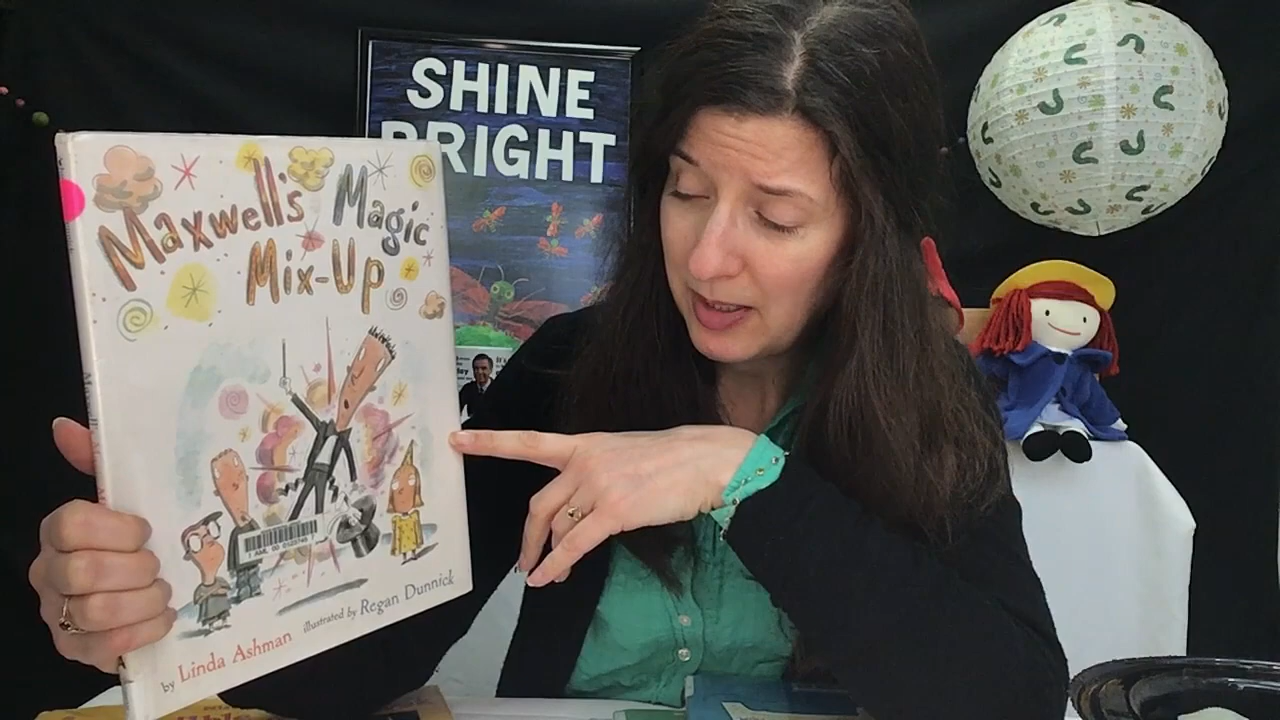 SHINE
BRIGHT
Maxwell's Magic
Mix-Up
by Linda Ashman
illustrated by Regan Dunnick